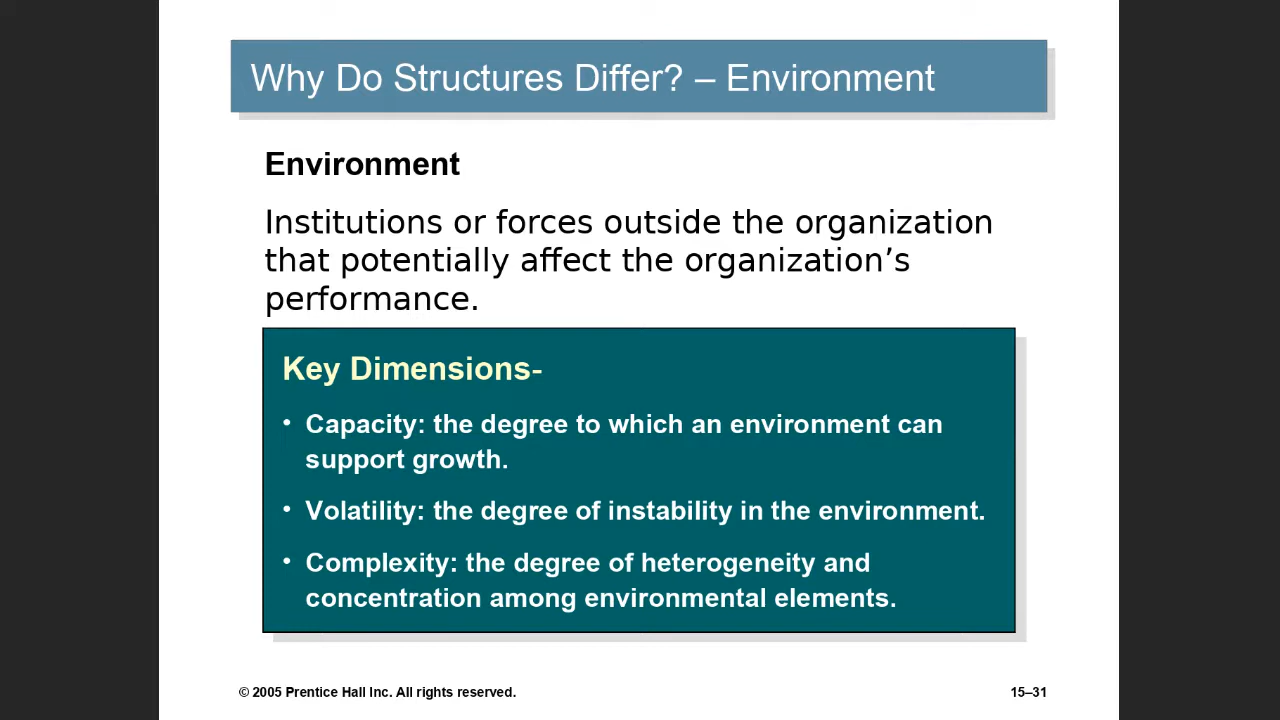 Why Do Structures Differ? – Environment
Environment
Institutions or forces outside the organization
that potentially affect the organization’s
performance.
Key Dimensions-
• Capacity: the degree to which an environment can
support growth.
• Volatility: the degree of instability in the environment.
• Complexity: the degree of heterogeneity and
concentration among environmental elements.
© 2005 Prentice Hall Inc. All rights reserved.
15–31